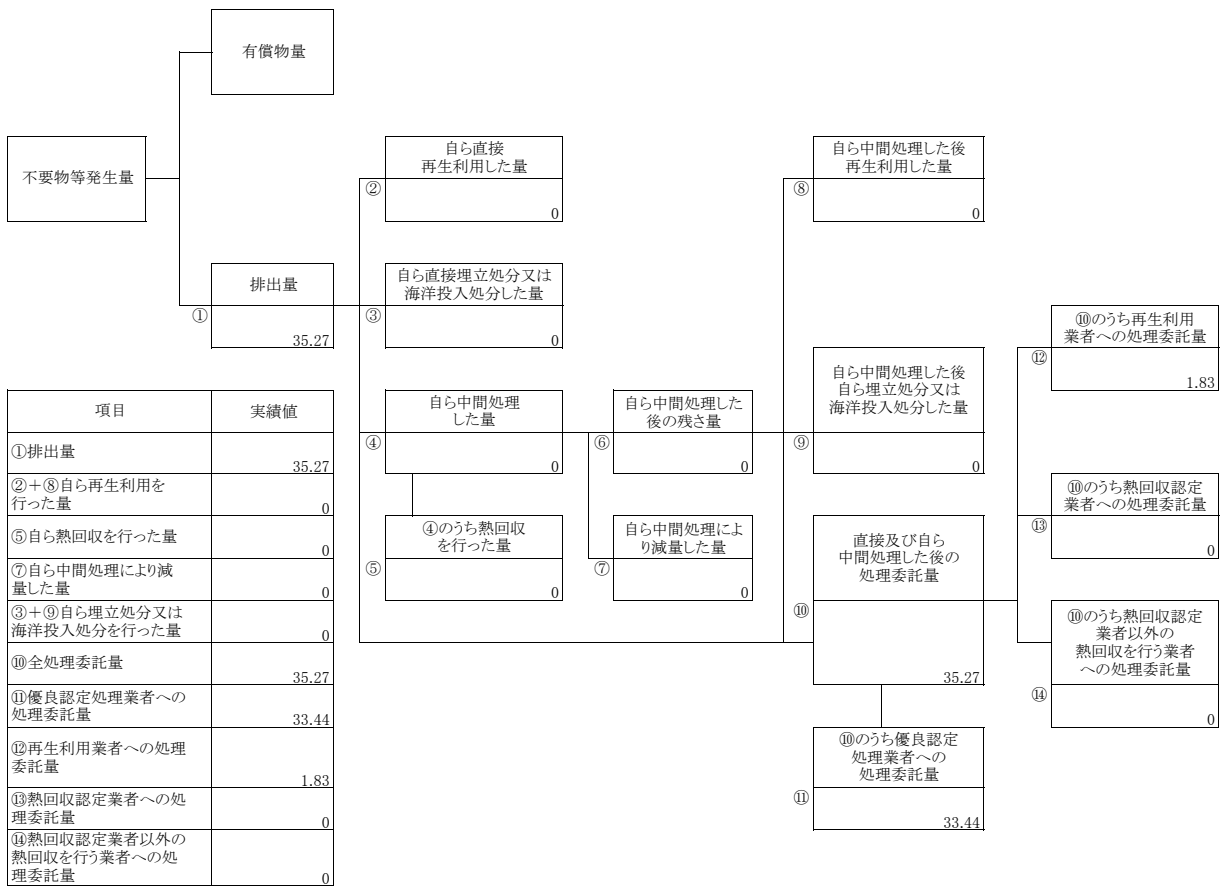 有償物量
不要物等発生量
自ら直接
再生利用した量
②
0
自ら中間処理した後
再生利用した量
⑧
0
排出量
①
35.27
自ら直接埋立処分又は
海洋投入処分した量
③
0
⑩のうち再生利用
業者への処理委託量
⑫
1.83
自ら中間処理
した量
④
0
自ら中間処理した
後の残さ量
⑥
0
自ら中間処理した後
自ら埋立処分又は
海洋投入処分した量
⑨
0
⑩のうち熱回収認定
業者への処理委託量
⑬
0
④のうち熱回収
を行った量
⑤
0
自ら中間処理によ
り減量した量
⑦
0
直接及び自ら
中間処理した後の
処理委託量
⑩
35.27
⑩のうち熱回収認定
業者以外の
熱回収を行う業者
への処理委託量
⑭
0
⑩のうち優良認定
処理業者への
処理委託量
⑪
33.44
項目 実績値
①排出量
35.27
②+⑧自ら再生利用を
行った量
0
⑤自ら熱回収を行った量
0
⑦自ら中間処理により減
量した量
0
③+⑨自ら埋立処分又は
海洋投入処分を行った量
0
⑩全処理委託量
35.27
⑪優良認定処理業者への
処理委託量
33.44
⑫再生利用業者への処理
委託量
1.83
⑬熱回収認定業者への処
理委託量
0
⑭熱回収認定業者以外の
熱回収を行う業者への処
理委託量
0